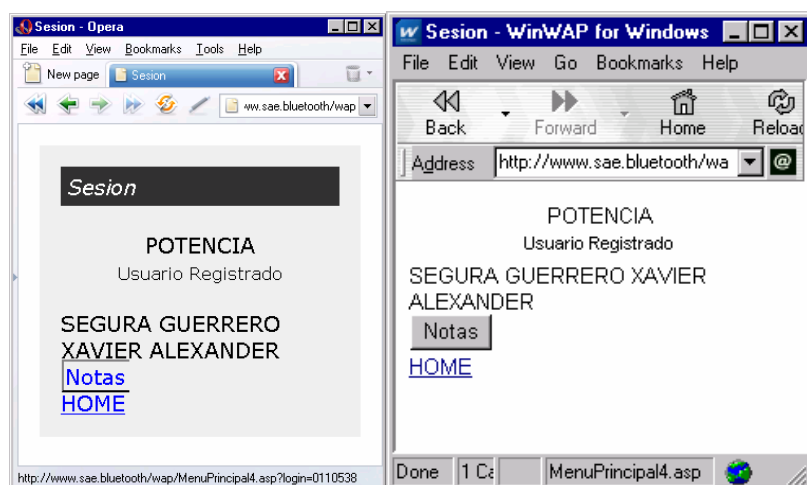 Sesion - Opera
File Edit View Bookmarks Tools Help
New page Sesion
ww.sae.bluetooth/wap
Sesion
POTENCIA
Usuario Registrado
SEGURA GUERRERO
XAVIER ALEXANDER
Notas
HOME
http://www.sae.bluetooth/wap/MenuPrincipal4.asp?login=0110538
w Sesion - WinWAP for Windows
File Edit View Go Bookmarks Help
Back Forward Home Reload
Address http://www.sae.bluetooth/wa @
POTENCIA
Usuario Registrado
SEGURA GUERRERO XAVIER
ALEXANDER
Notas
HOME
Done 1 Ca MenuPrincipal4.asp